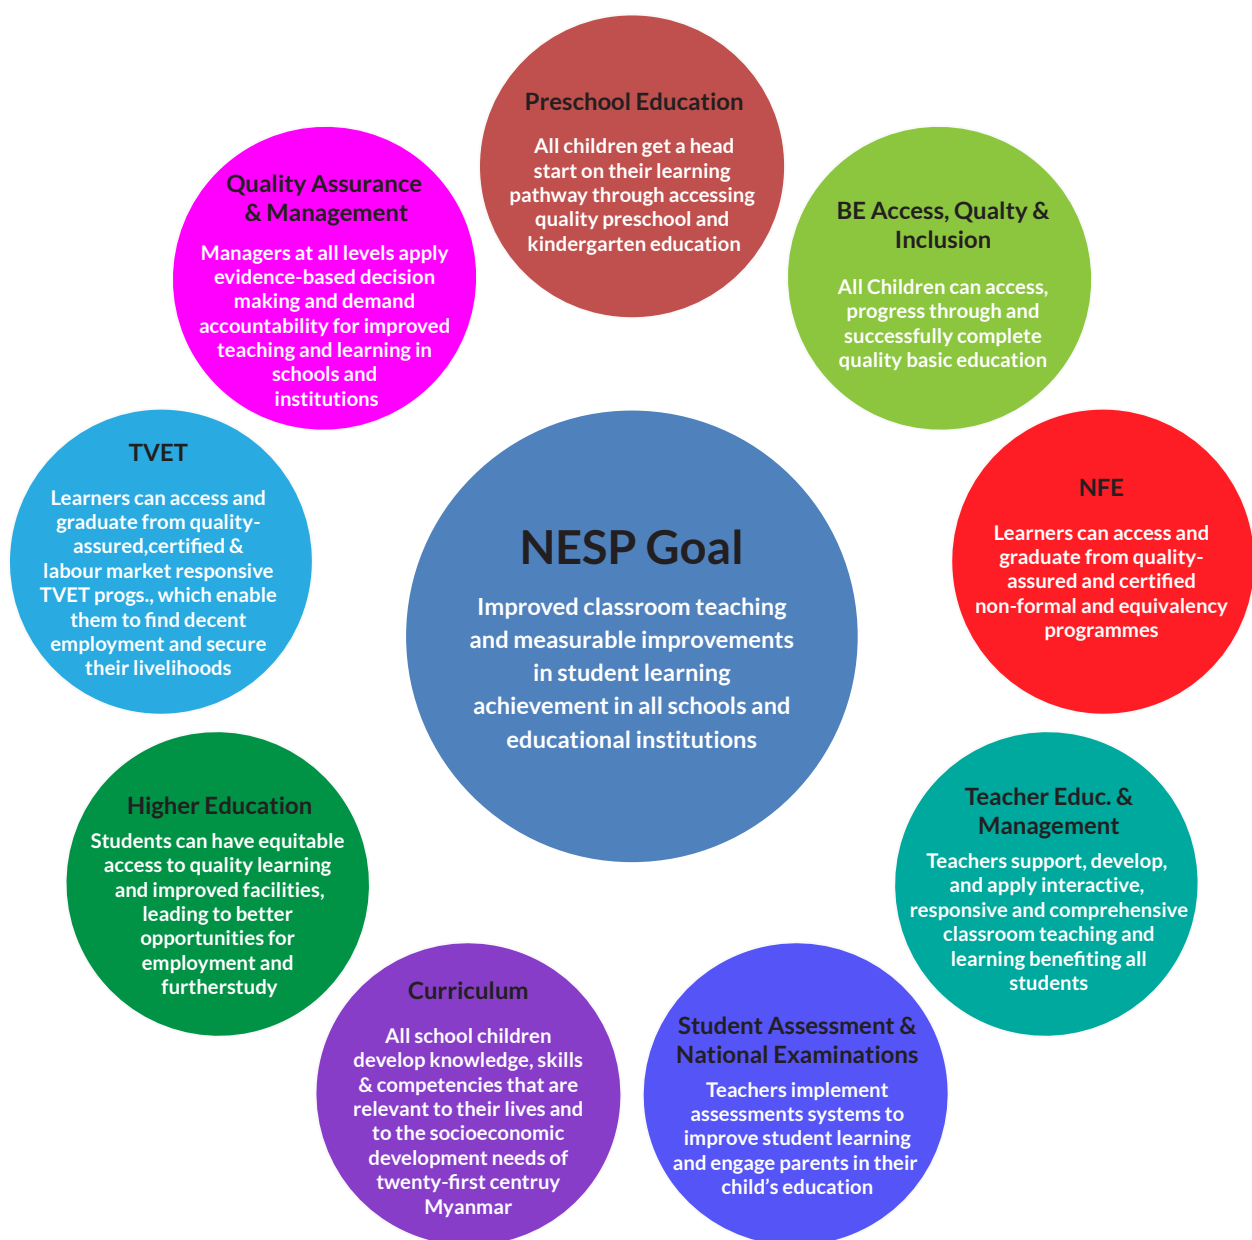 Preschool Education
All children get a head
start on their learning
pathway through accessing
quality preschool and
kindergarten education
BE Access, Qualty &
Inclusion
All Children can access,
progress through and
successfully complete
quality basic education
NFE
Learners can access and
graduate from quality-
assured and certified
non-formal and equivalency
programmes
Teacher Educ. &
Management
Teachers support, develop,
and apply interactive,
responsive and comprehensive
classroom teaching and
learning benefiting all
students
Student Assessment &
National Examinations
Teachers implement
assessments systems to
improve student learning
and engage parents in their
child’s education
Curriculum
All school children
develop knowledge, skills
& competencies that are
relevant to their lives and
to the socioeconomic
development needs of
twenty-first centruy
Myanmar
Higher Education
Students can have equitable
access to quality learning
and improved facilities,
leading to better
opportunities for
employment and
furtherstudy
TVET
Learners can access and
graduate from quality-
assured,certified &
labour market responsive
TVET progs., which enable
them to find decent
employment and secure
their livelihoods
Quality Assurance
& Management
Managers at all levels apply
evidence-based decision
making and demand
accountability for improved
teaching and learning in
schools and
institutions
NESP Goal
Improved classroom teaching
and measurable improvements
in student learning
achievement in all schools and
educational institutions